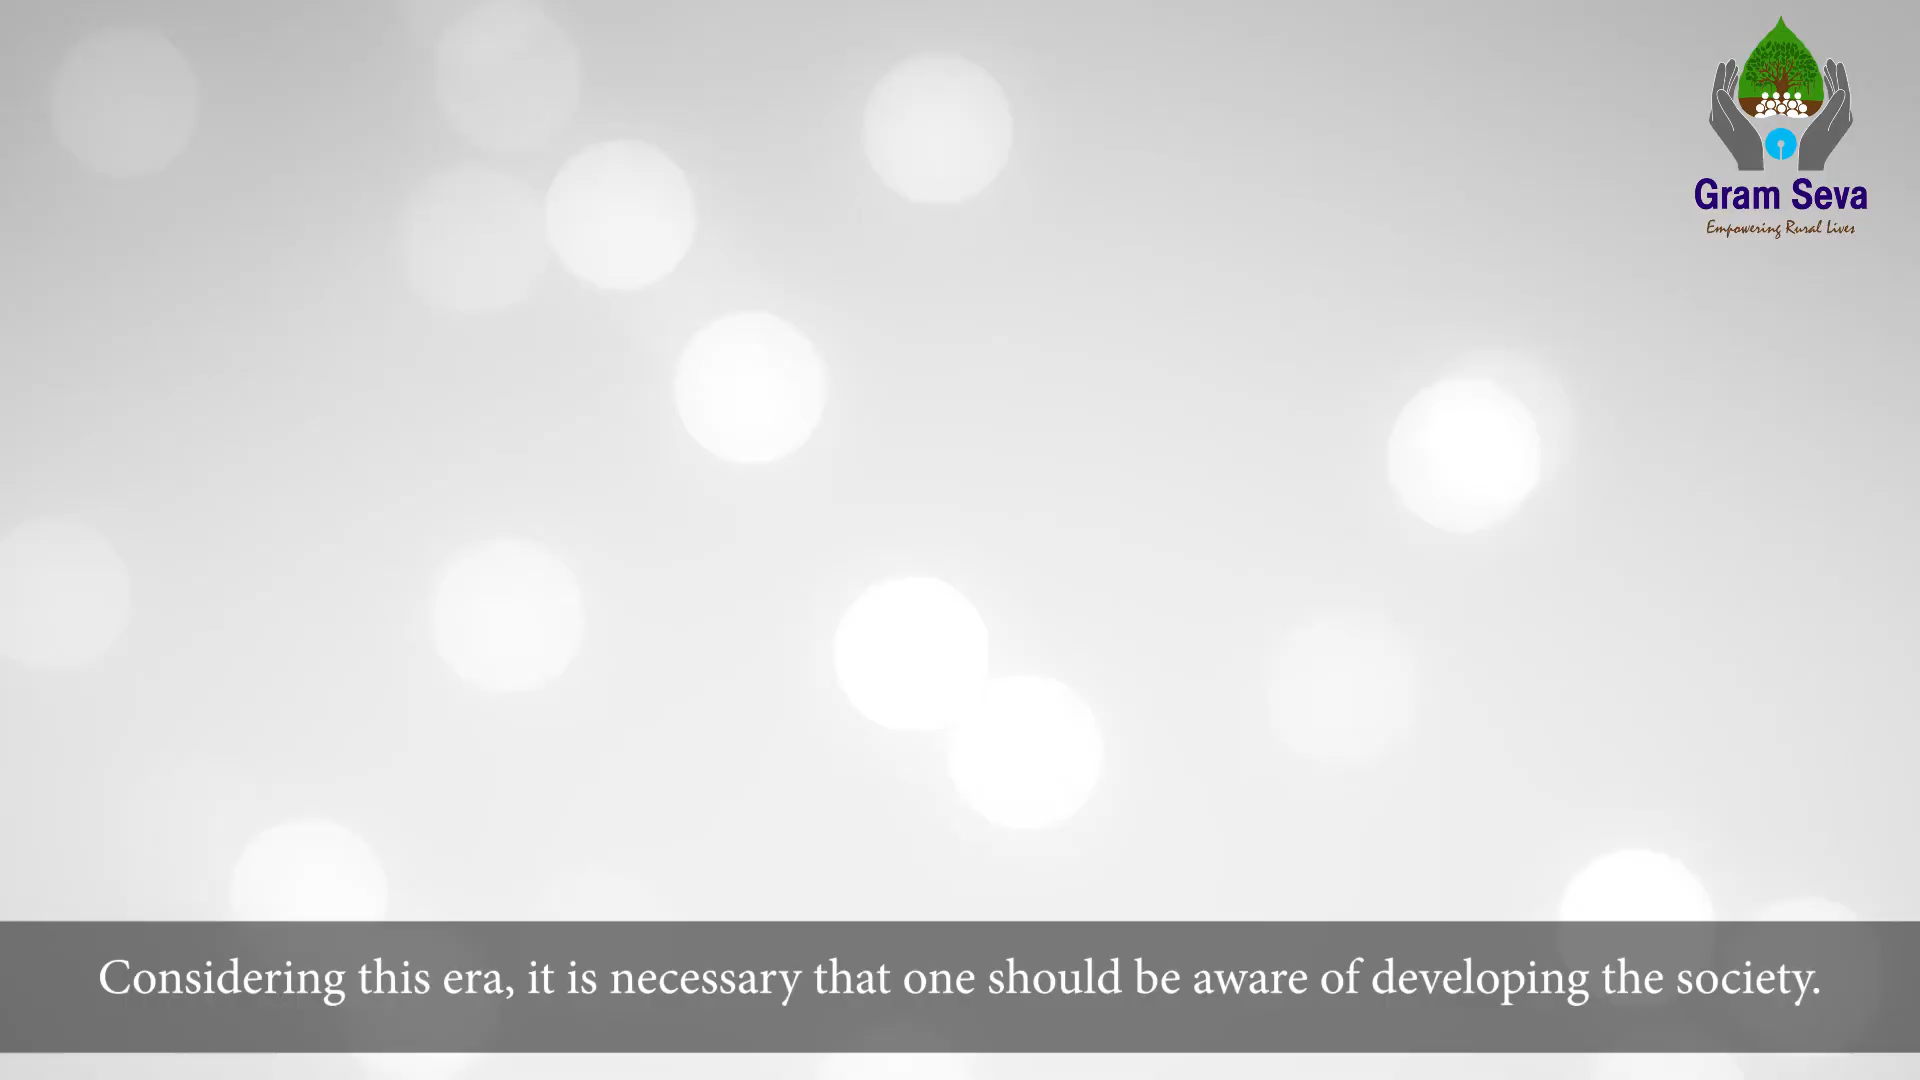 Gram Seva
Empowering Rural Lives
Considering this era, it is necessary that one should be aware of developing the society.